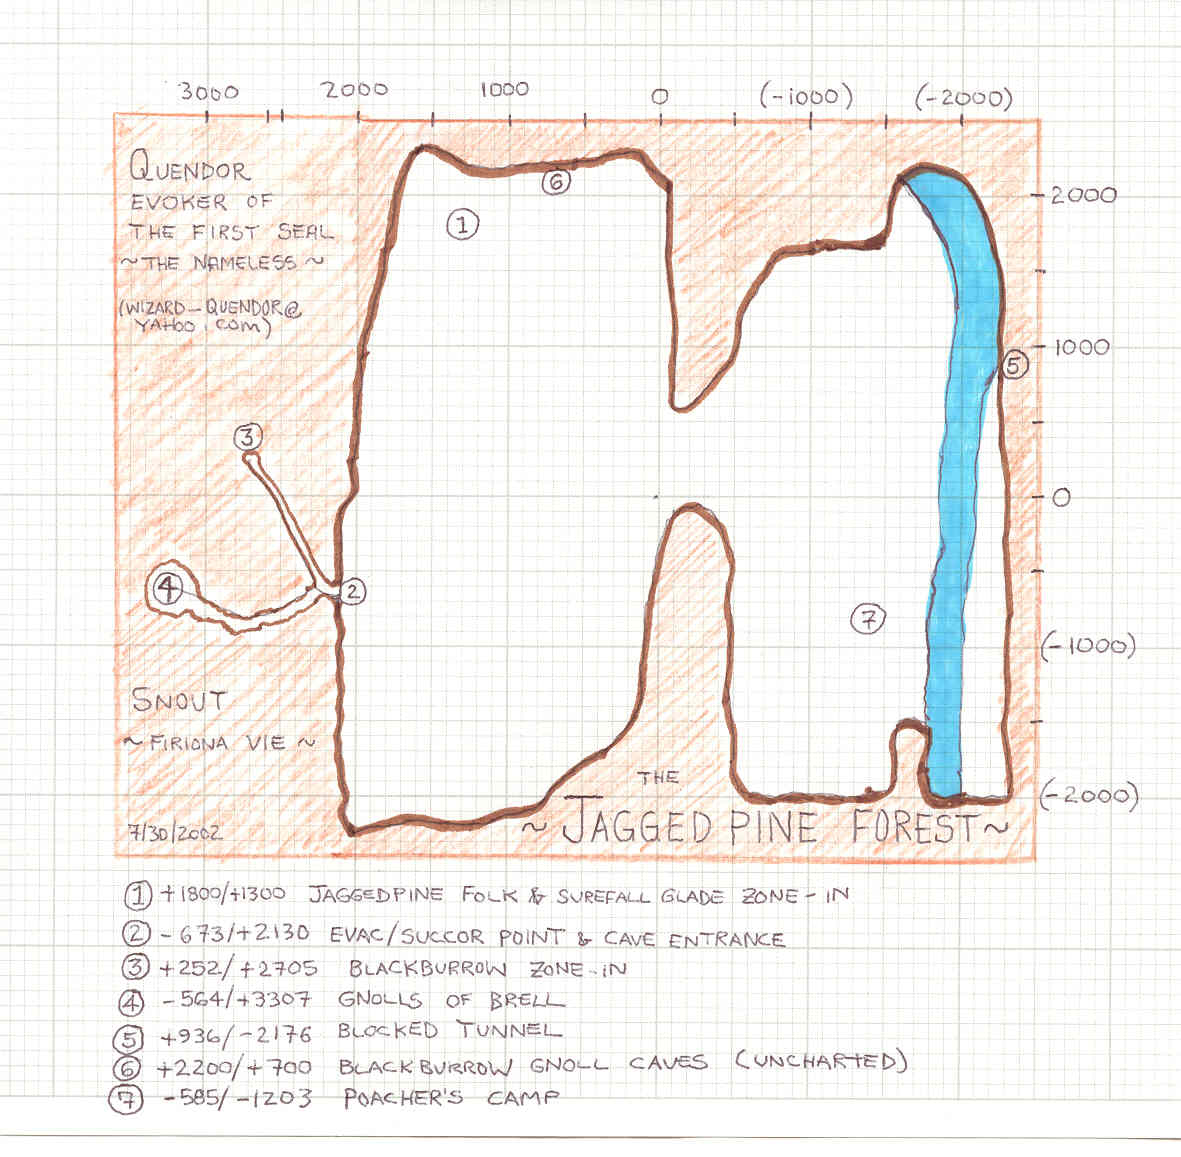 3000 2000 1000 0 (-1000) (-2000)
QUENDOR
EVOKER OF
THE FIRST SEAL
~THE NAMELESS~
(WIZARD_QUENDOR@
YAHOO.COM)
6
1
2000
1000
5
3
0
4
2
7
(-1000)
SNOUT
~FIRIONA VIE~
7/30/2002
THE
~JAGGED PINE FOREST~
(-2000)
1 +1800/+1300 JAGGEDPINE FOLK & SUREFALL GLADE ZONE-IN
2 -673/+2130 EVAC/SUCCOR POINT & CAVE ENTRANCE
3 +252/+2705 BLACKBURROW ZONE-IN
4 -564/+3307 GNOLLS OF BRELL
5 +936/-2176 BLOCKED TUNNEL
6 +2200/+700 BLACKBURROW GNOLL CAVES (UNCHARTED)
7 -585/-1203 POACHER'S CAMP